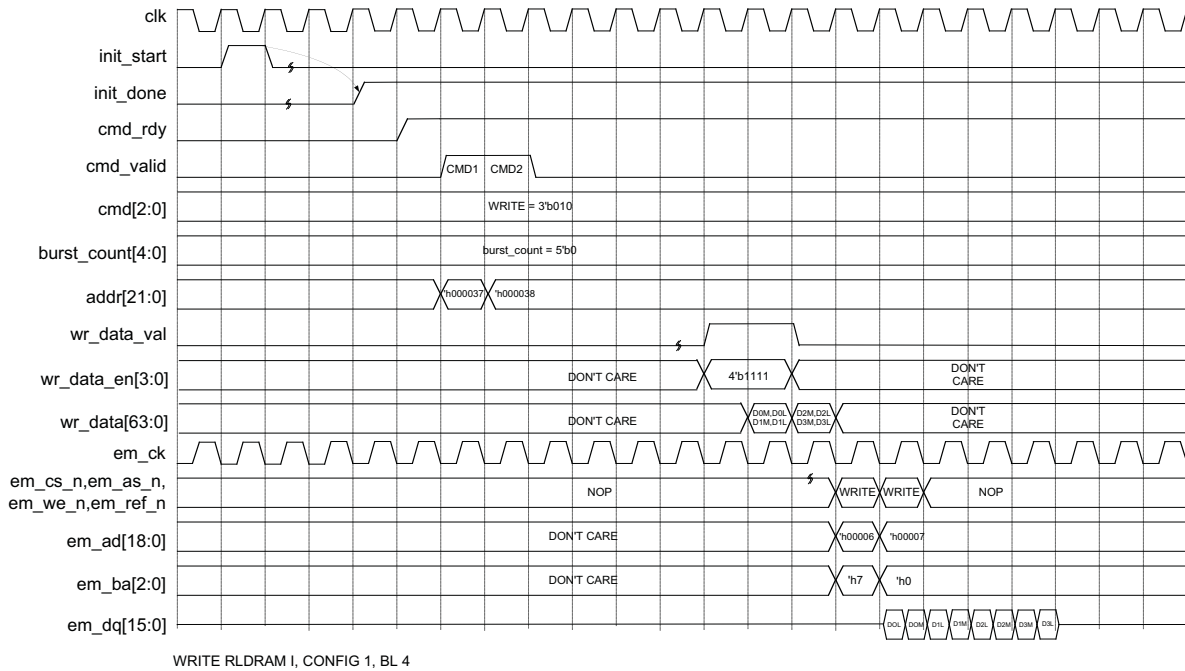 clk
init_start
init_done
cmd_rdy
cmd_valid CMD1 CMD2
cmd[2:0] WRITE = 3'b010
burst_count[4:0] burst_count = 5'b0
addr[21:0] 'h000037 'h000038
wr_data_val
wr_data_en[3:0] DON'T CARE 4'b1111 DON'T
CARE
wr_data[63:0] DON'T CARE D0M,D0L D2M,D2L DON'T
D1M,D1L D3M,D3L CARE
em_ck
em_cs_n,em_as_n,
em_we_n,em_ref_n NOP WRITE WRITE NOP
em_ad[18:0] DON'T CARE 'h00006 'h00007
em_ba[2:0] DON'T CARE 'h7 'h0
em_dq[15:0] D0L D0M D1L D1M D2L D2M D3M D3L
WRITE RLDRAM I, CONFIG 1, BL 4